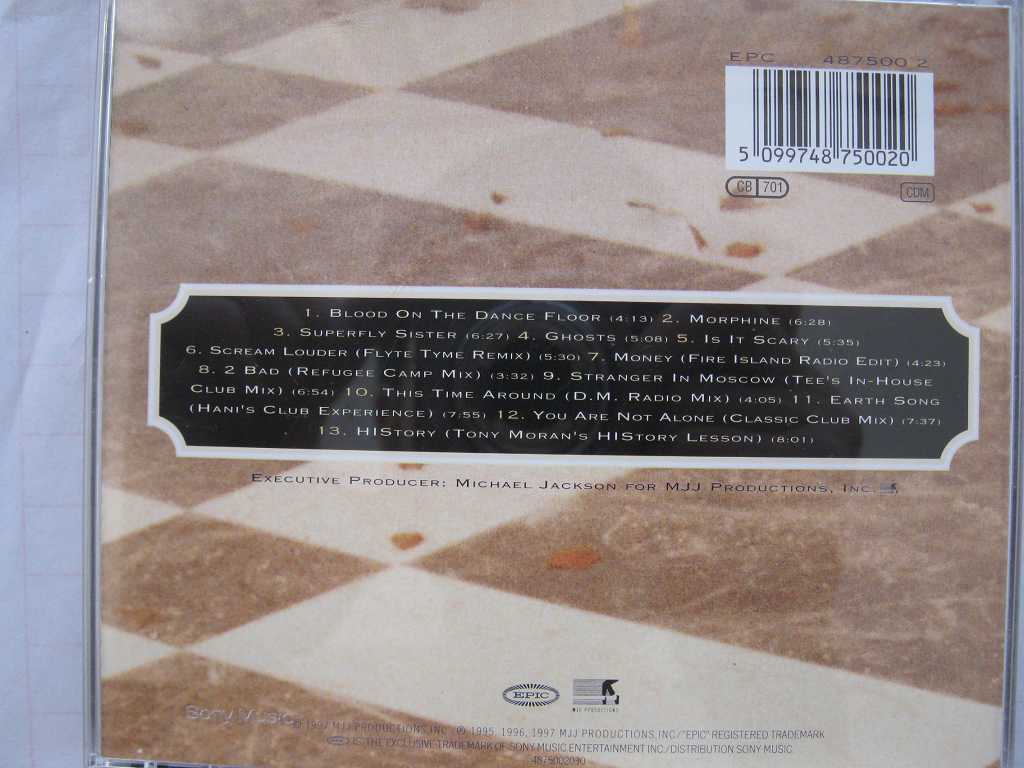 EPC 487500 2
5 099748 750020
CB 701
CDM
1. Blood On The Dance Floor (4:13) 2. Morphine (6:28)
3. Superfly Sister (6:27) 4. Ghosts (5:08) 5. Is It Scary (5:35)
6. Scream Louder (Flyte Tyme Remix) (5:30) 7. Money (Fire Island Radio Edit) (4:23)
8. 2 Bad (Refugee Camp Mix) (3:32) 9. Stranger In Moscow (Tee's In-House
Club Mix) (6:54) 10. This Time Around (D.M. Radio Mix) (4:05) 11. Earth Song
(Hani's Club Experience) (7:55) 12. You Are Not Alone (Classic Club Mix) (7:37)
13. HIStory (Tony Moran's HIStory Lesson) (8:01)
Executive Producer: Michael Jackson for MJJ Productions, Inc.
EPIC
MJJ PRODUCTIONS
Sony Music
℗ 1997 MJJ PRODUCTIONS INC. © 1995, 1996, 1997 MJJ PRODUCTIONS, INC./"EPIC" REGISTERED TRADEMARK
IS THE EXCLUSIVE TRADEMARK OF SONY MUSIC ENTERTAINMENT INC./DISTRIBUTION SONY MUSIC
4875002030